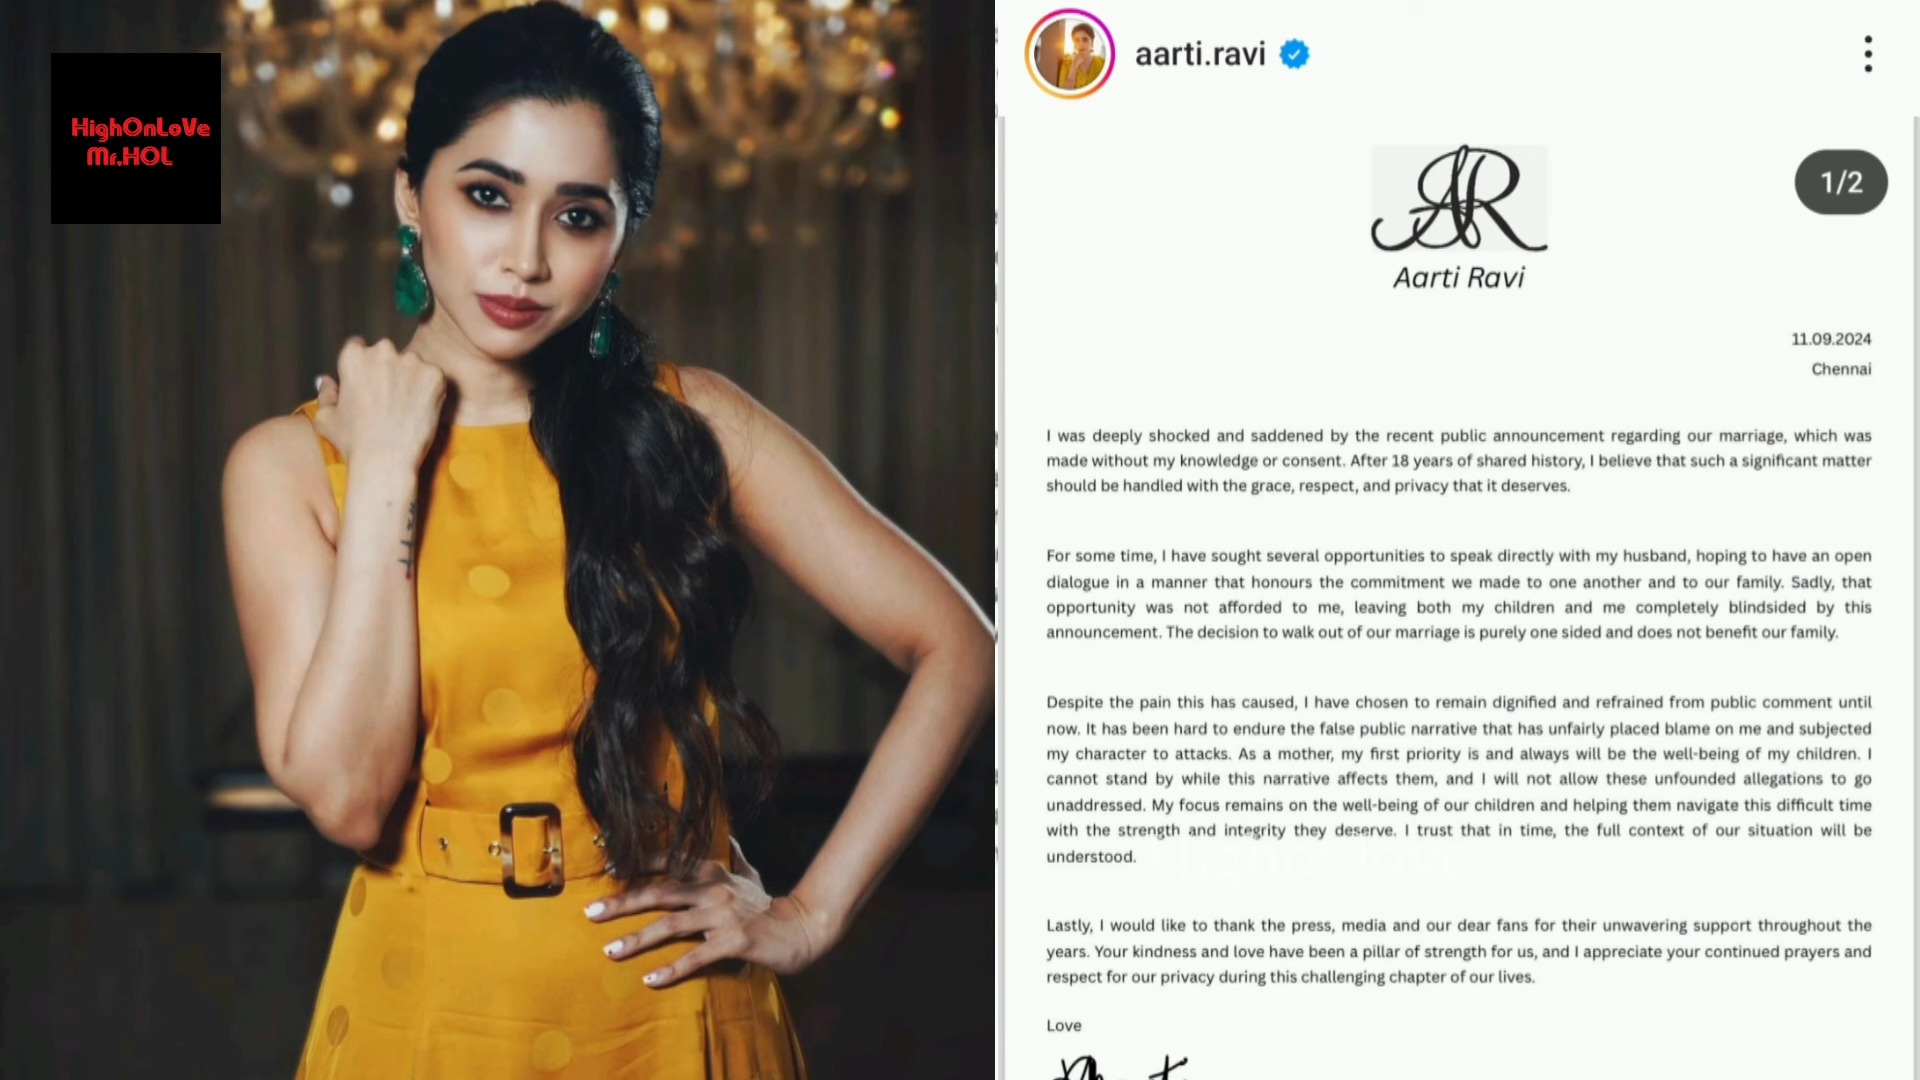 HighOnLoVe
Mr.HOL
aarti.ravi
1/2
AR
Aarti Ravi
11.09.2024
Chennai
I was deeply shocked and saddened by the recent public announcement regarding our marriage, which was
made without my knowledge or consent. After 18 years of shared history, I believe that such a significant matter
should be handled with the grace, respect, and privacy that it deserves.
For some time, I have sought several opportunities to speak directly with my husband, hoping to have an open
dialogue in a manner that honours the commitment we made to one another and to our family. Sadly, that
opportunity was not afforded to me, leaving both my children and me completely blindsided by this
announcement. The decision to walk out of our marriage is purely one sided and does not benefit our family.
Despite the pain this has caused, I have chosen to remain dignified and refrained from public comment until
now. It has been hard to endure the false public narrative that has unfairly placed blame on me and subjected
my character to attacks. As a mother, my first priority is and always will be the well-being of my children. I
cannot stand by while this narrative affects them, and I will not allow these unfounded allegations to go
unaddressed. My focus remains on the well-being of our children and helping them navigate this difficult time
with the strength and integrity they deserve. I trust that in time, the full context of our situation will be
understood.
Lastly, I would like to thank the press, media and our dear fans for their unwavering support throughout the
years. Your kindness and love have been a pillar of strength for us, and I appreciate your continued prayers and
respect for our privacy during this challenging chapter of our lives.
Love